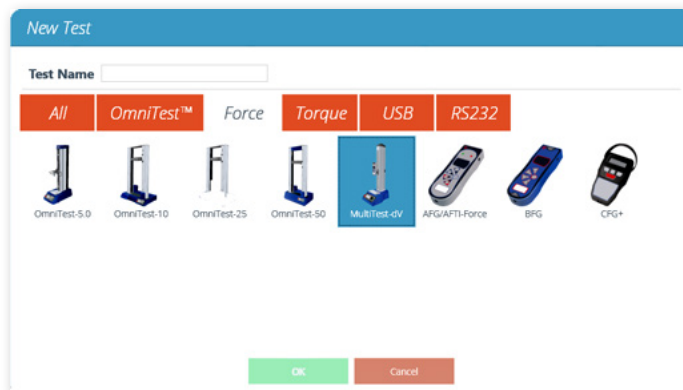 New Test
Test Name
All OmniTest™ Force Torque USB RS232
OmniTest-5.0 OmniTest-10 OmniTest-25 OmniTest-50 MultiTest-dV AFG/AFTI-Force BFG CFG+
OK Cancel